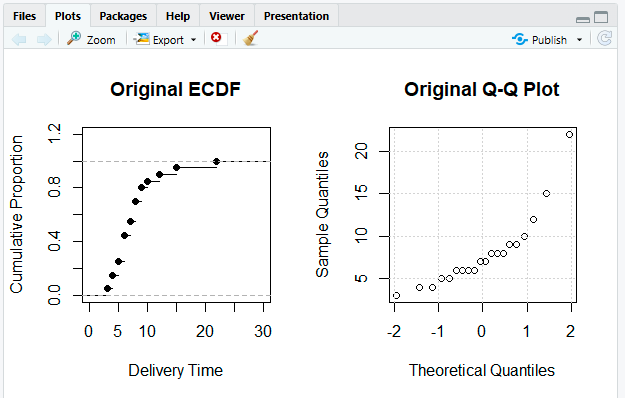 Files Plots Packages Help Viewer Presentation
Zoom Export Publish
Original ECDF
Cumulative Proportion
0.0 0.4 0.8 1.2
0 5 10 20 30
Delivery Time
Original Q-Q Plot
Sample Quantiles
5 10 15 20
-2 -1 0 1 2
Theoretical Quantiles